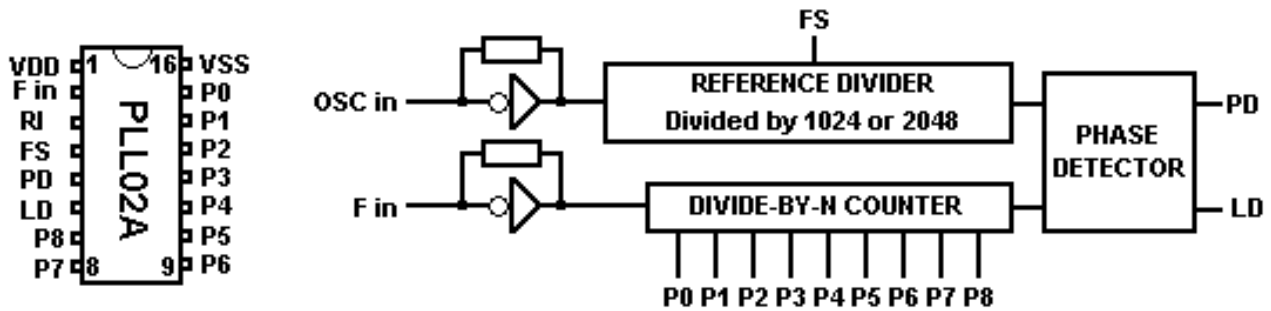 VDD 1 16 VSS
F in P0
RI P1
FS P2
PD P3
LD P4
P8 P5
P7 8 9 P6
PLL02A
FS
OSC in
REFERENCE DIVIDER
Divided by 1024 or 2048
F in
DIVIDE-BY-N COUNTER
P0 P1 P2 P3 P4 P5 P6 P7 P8
PHASE
DETECTOR
PD
LD